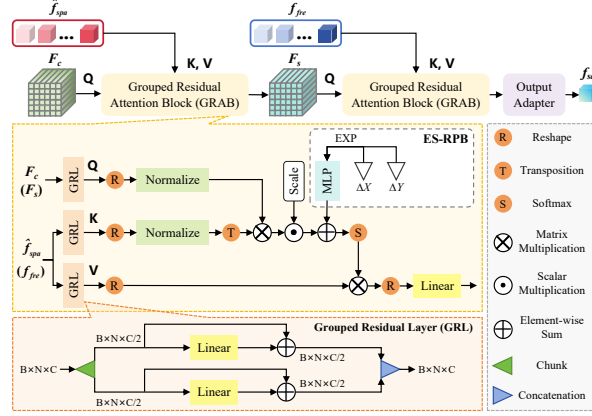 f̂spa
ffre
K, V
K, V
Fc
Q
Grouped Residual
Attention Block (GRAB)
Fs
Q
Grouped Residual
Attention Block (GRAB)
Output
Adapter
ES-RPB
EXP
MLP
ΔX
ΔY
Scale
Fc
(Fs)
GRL
Q
R
Normalize
f̂spa
(ffre)
GRL
K
R
Normalize
T
S
GRL
V
R
R
Linear
Grouped Residual Layer (GRL)
B×N×C
B×N×C/2
Linear
B×N×C/2
B×N×C/2
Linear
B×N×C/2
B×N×C
R
Reshape
T
Transposition
S
Softmax
Matrix
Multiplication
Scalar
Multiplication
Element-wise
Sum
Chunk
Concatenation